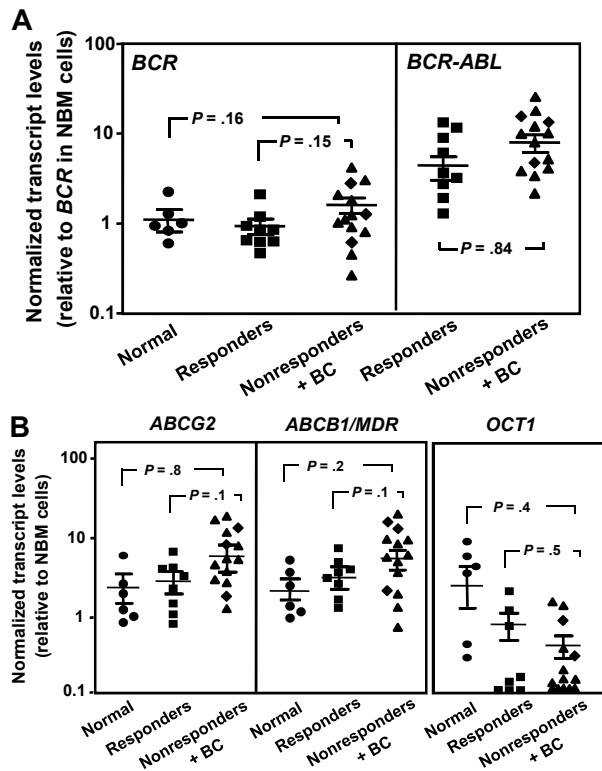 A
Normalized transcript levels
(relative to BCR in NBM cells)
100
10
1
0.1
BCR
P = .16
P = .15
BCR-ABL
P = .84
Normal
Responders
Nonresponders
+ BC
Responders
Nonresponders
+ BC
B
Normalized transcript levels
(relative to NBM cells)
100
10
1
0.1
ABCG2
P = .8
P = .1
ABCB1/MDR
P = .2
P = .1
OCT1
P = .4
P = .5
Normal
Responders
Nonresponders
+ BC
Normal
Responders
Nonresponders
+ BC
Normal
Responders
Nonresponders
+ BC